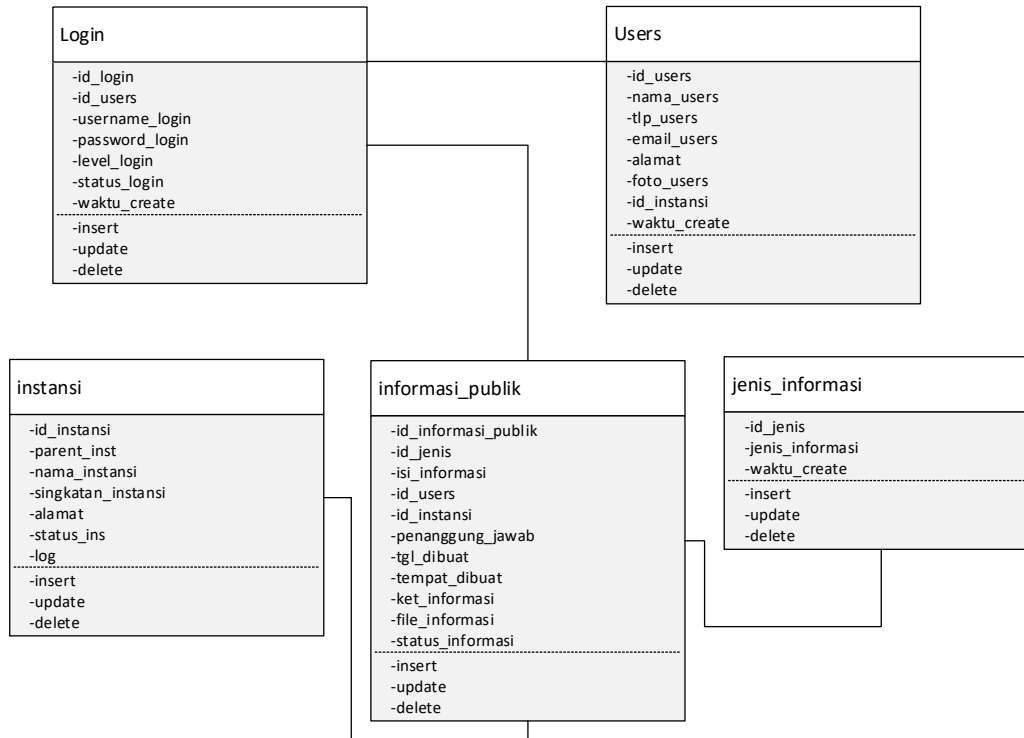 Login
-id_login
-id_users
-username_login
-password_login
-level_login
-status_login
-waktu_create
-insert
-update
-delete
Users
-id_users
-nama_users
-tlp_users
-email_users
-alamat
-foto_users
-id_instansi
-waktu_create
-insert
-update
-delete
instansi
-id_instansi
-parent_inst
-nama_instansi
-singkatan_instansi
-alamat
-status_ins
-log
-insert
-update
-delete
informasi_publik
-id_informasi_publik
-id_jenis
-isi_informasi
-id_users
-id_instansi
-penanggung_jawab
-tgl_dibuat
-tempat_dibuat
-ket_informasi
-file_informasi
-status_informasi
-insert
-update
-delete
jenis_informasi
-id_jenis
-jenis_informasi
-waktu_create
-insert
-update
-delete